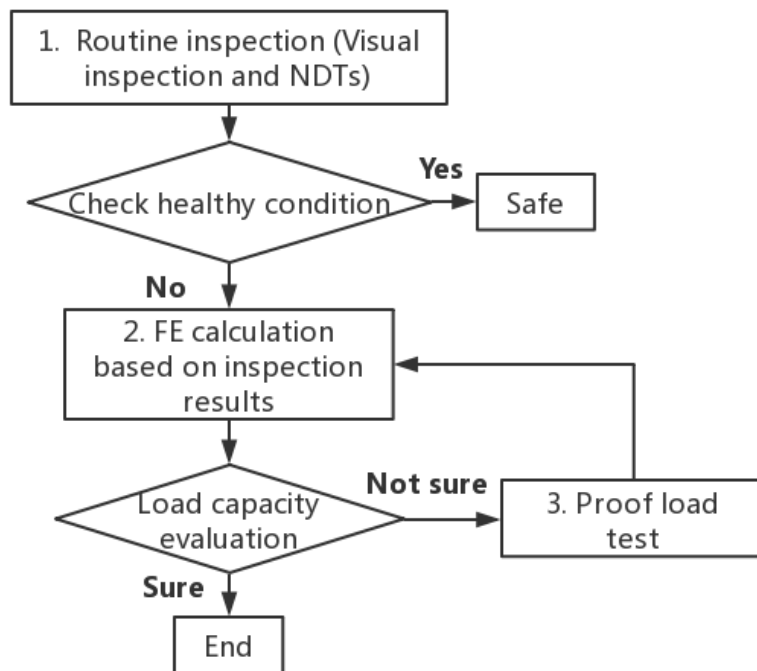 1. Routine inspection (Visual
inspection and NDTs)
Yes
Check healthy condition
Safe
No
2. FE calculation
based on inspection
results
Not sure
Load capacity
evaluation
3. Proof load
test
Sure
End